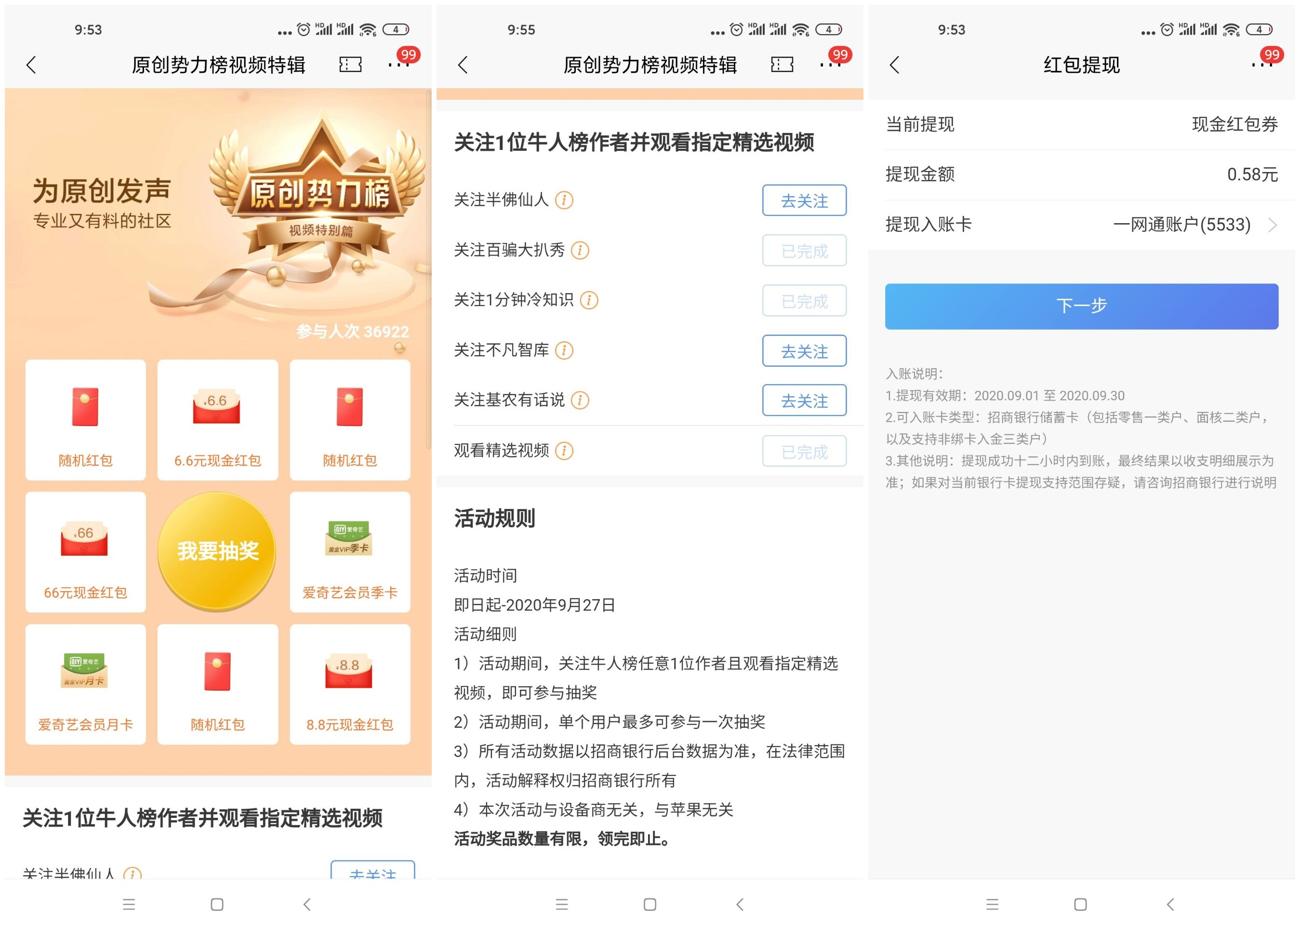 9:53
HD HD 4
原创势力榜视频特辑
99
为原创发声
专业又有料的社区
原创势力榜
视频特别篇
参与人次 36922
随机红包
6.6
6.6元现金红包
随机红包
66
66元现金红包
我要抽奖
爱奇艺
黄金VIP季卡
爱奇艺会员季卡
爱奇艺
黄金VIP月卡
爱奇艺会员月卡
随机红包
8.8
8.8元现金红包
关注1位牛人榜作者并观看指定精选视频
关注半佛仙人
去关注
9:55
HD HD 4
原创势力榜视频特辑
99
关注1位牛人榜作者并观看指定精选视频
关注半佛仙人 去关注
关注百骗大扒秀 已完成
关注1分钟冷知识 已完成
关注不凡智库 去关注
关注基农有话说 去关注
观看精选视频 已完成
活动规则
活动时间
即日起-2020年9月27日
活动细则
1）活动期间，关注牛人榜任意1位作者且观看指定精选
视频，即可参与抽奖
2）活动期间，单个用户最多可参与一次抽奖
3）所有活动数据以招商银行后台数据为准，在法律范围
内，活动解释权归招商银行所有
4）本次活动与设备商无关，与苹果无关
活动奖品数量有限，领完即止。
9:53
HD HD 4
红包提现
99
当前提现 现金红包券
提现金额 0.58元
提现入账卡 一网通账户(5533)
下一步
入账说明：
1.提现有效期：2020.09.01 至 2020.09.30
2.可入账卡类型：招商银行储蓄卡（包括零售一类户、面核二类户，
以及支持非绑卡入金三类户）
3.其他说明：提现成功十二小时内到账，最终结果以收支明细展示为
准；如果对当前银行卡提现支持范围存疑，请咨询招商银行进行说明